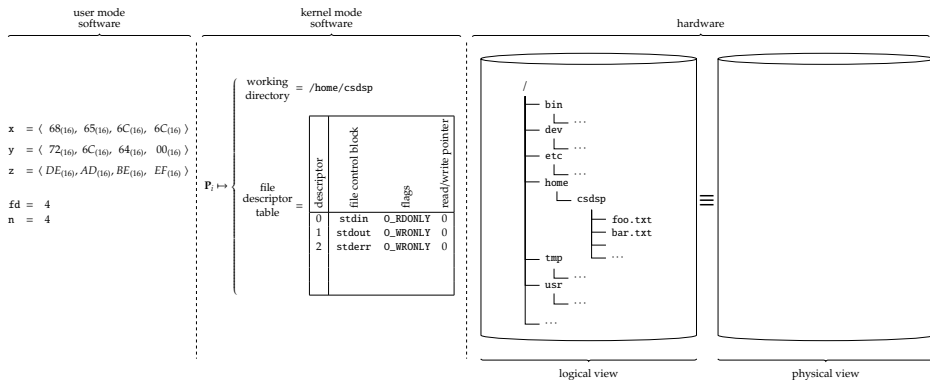 user mode
software
kernel mode
software
hardware
x = ⟨ 68(16), 65(16), 6C(16), 6C(16) ⟩
y = ⟨ 72(16), 6C(16), 64(16), 00(16) ⟩
z = ⟨ DE(16), AD(16), BE(16), EF(16) ⟩
fd = 4
n = 4
Pi ↦
working
directory = /home/csdsp
file
descriptor =
table
descriptor file control block flags read/write pointer
0 stdin O_RDONLY 0
1 stdout O_WRONLY 0
2 stderr O_WRONLY 0
/
bin
...
dev
...
etc
...
home
csdsp
foo.txt
bar.txt
...
tmp
...
usr
...
...
≡
logical view
physical view